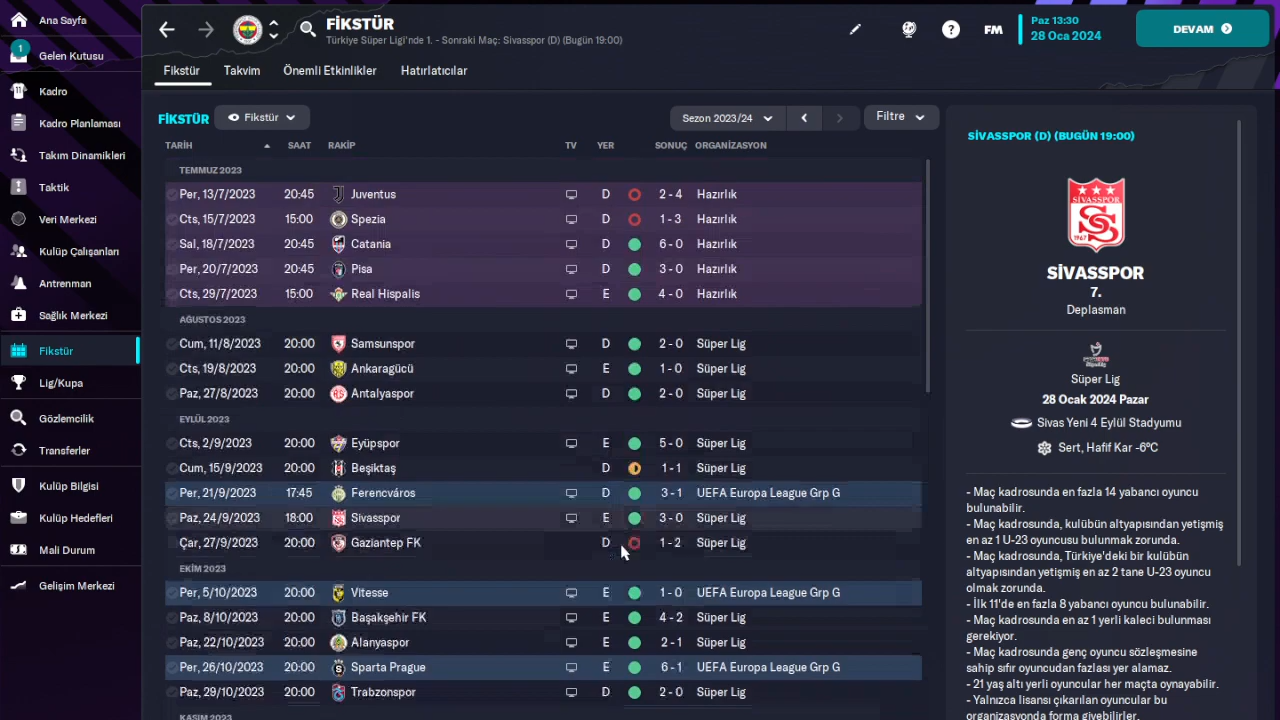 Ana Sayfa
1
Gelen Kutusu
Kadro
Kadro Planlaması
Takım Dinamikleri
Taktik
Veri Merkezi
Kulüp Çalışanları
Antrenman
Sağlık Merkezi
Fikstür
Lig/Kupa
Gözlemcilik
Transferler
Kulüp Bilgisi
Kulüp Hedefleri
Mali Durum
Gelişim Merkezi
FİKSTÜR
Türkiye Süper Ligi'nde 1. - Sonraki Maç: Sivasspor (D) (Bugün 19:00)
FM
Paz 13:30
28 Oca 2024
DEVAM
Fikstür Takvim Önemli Etkinlikler Hatırlatıcılar
FİKSTÜR Fikstür Sezon 2023/24 Filtre
TARİH SAAT RAKİP TV YER SONUÇ ORGANİZASYON
TEMMUZ 2023
Per, 13/7/2023 20:45 Juventus D 2 - 4 Hazırlık
Cts, 15/7/2023 15:00 Spezia D 1 - 3 Hazırlık
Sal, 18/7/2023 20:45 Catania D 6 - 0 Hazırlık
Per, 20/7/2023 20:45 Pisa D 3 - 0 Hazırlık
Cts, 29/7/2023 15:00 Real Hispalis E 4 - 0 Hazırlık
AĞUSTOS 2023
Cum, 11/8/2023 20:00 Samsunspor D 2 - 0 Süper Lig
Cts, 19/8/2023 20:00 Ankaragücü E 1 - 0 Süper Lig
Paz, 27/8/2023 20:00 Antalyaspor D 2 - 0 Süper Lig
EYLÜL 2023
Cts, 2/9/2023 20:00 Eyüpspor E 5 - 0 Süper Lig
Cum, 15/9/2023 20:00 Beşiktaş D 1 - 1 Süper Lig
Per, 21/9/2023 17:45 Ferencváros D 3 - 1 UEFA Europa League Grp G
Paz, 24/9/2023 18:00 Sivasspor E 3 - 0 Süper Lig
Çar, 27/9/2023 20:00 Gaziantep FK D 1 - 2 Süper Lig
EKİM 2023
Per, 5/10/2023 20:00 Vitesse E 1 - 0 UEFA Europa League Grp G
Paz, 8/10/2023 20:00 Başakşehir FK E 4 - 2 Süper Lig
Paz, 22/10/2023 20:00 Alanyaspor E 2 - 1 Süper Lig
Per, 26/10/2023 20:00 Sparta Prague E 6 - 1 UEFA Europa League Grp G
Paz, 29/10/2023 20:00 Trabzonspor D 2 - 0 Süper Lig
KASIM 2023
SİVASSPOR (D) (BUGÜN 19:00)
1967
SİVASSPOR
7.
Deplasman
Süper Lig
28 Ocak 2024 Pazar
Sivas Yeni 4 Eylül Stadyumu
Sert, Hafif Kar -6°C
- Maç kadrosunda en fazla 14 yabancı oyuncu
bulunabilir.
- Maç kadrosunda, kulübün altyapısından yetişmiş
en az 1 U-23 oyuncusu bulunmak zorunda.
- Maç kadrosunda, Türkiye'deki bir kulübün
altyapısından yetişmiş en az 2 tane U-23 oyuncu
olmak zorunda.
- İlk 11'de en fazla 8 yabancı oyuncu bulunabilir.
- Maç kadrosunda en az 1 yerli kaleci bulunması
gerekiyor.
- Maç kadrosunda genç oyuncu sözleşmesine
sahip sıfır oyuncudan fazlası yer alamaz.
- 21 yaş altı yerli oyuncular her maçta oynayabilir.
- Yalnızca lisansı çıkarılan oyuncular bu
organizasyonda forma giyebilirler.